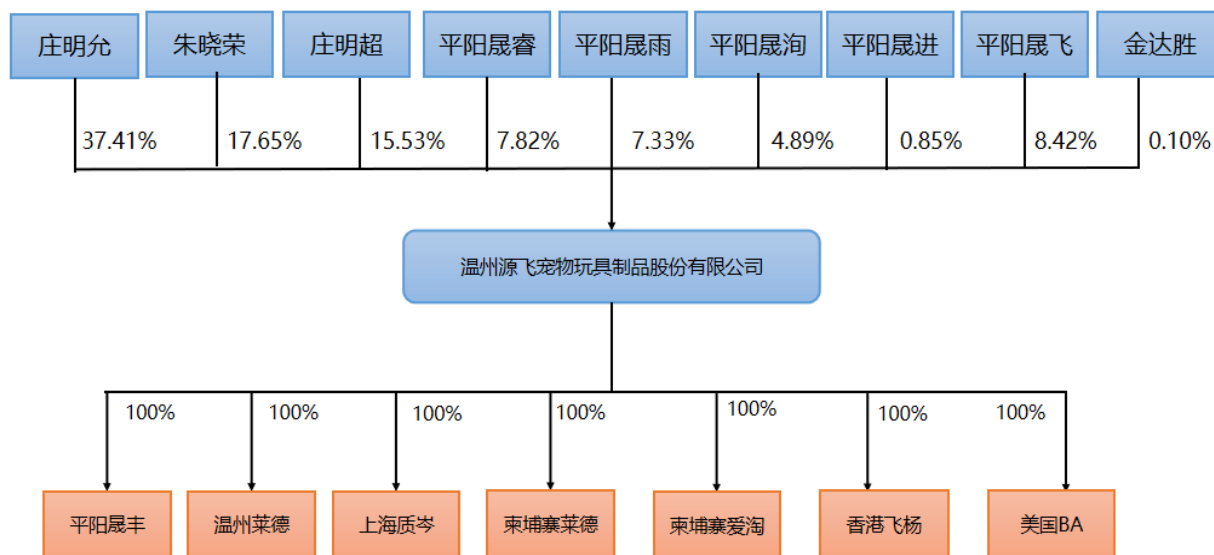 庄明允
朱晓荣
庄明超
平阳晟睿
平阳晟雨
平阳晟洵
平阳晟进
平阳晟飞
金达胜
37.41%
17.65%
15.53%
7.82%
7.33%
4.89%
0.85%
8.42%
0.10%
温州源飞宠物玩具制品股份有限公司
100%
100%
100%
100%
100%
100%
100%
平阳晟丰
温州莱德
上海质岑
柬埔寨莱德
柬埔寨爱淘
香港飞杨
美国BA